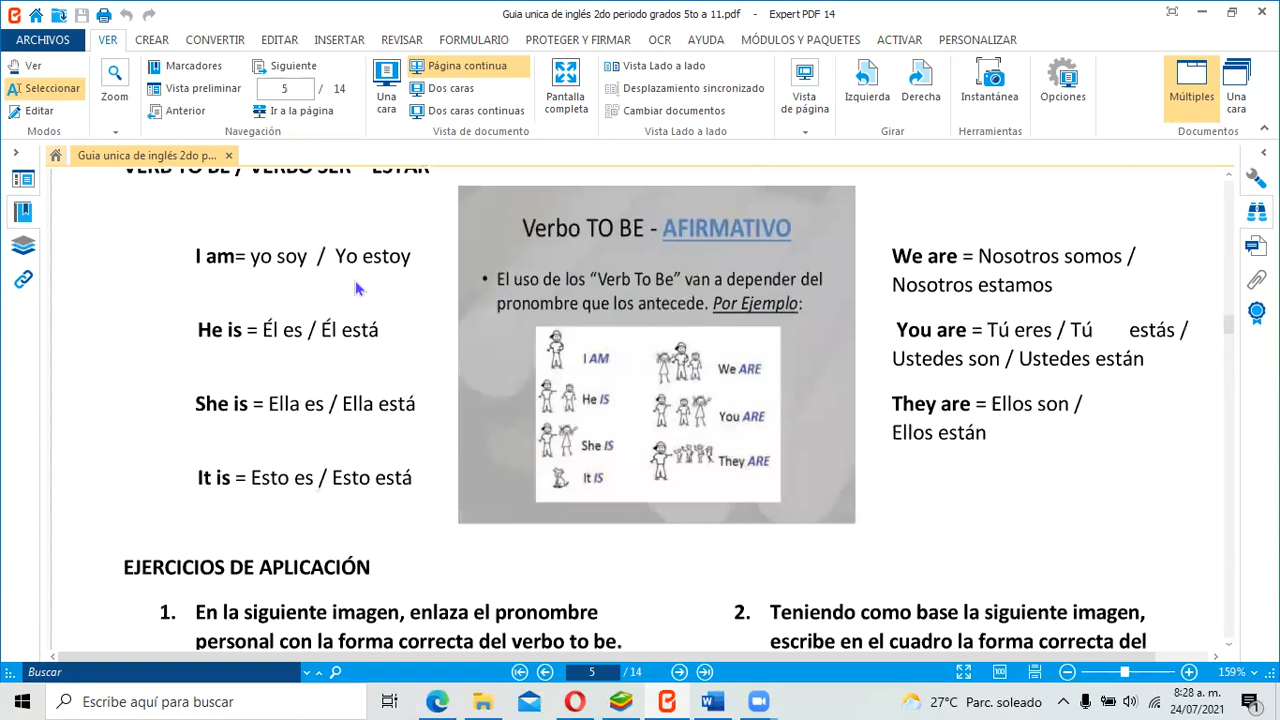 Guia unica de inglés 2do periodo grados 5to a 11.pdf - Expert PDF 14
ARCHIVOS VER CREAR CONVERTIR EDITAR INSERTAR REVISAR FORMULARIO PROTEGER Y FIRMAR OCR AYUDA MÓDULOS Y PAQUETES ACTIVAR PERSONALIZAR
Ver
Seleccionar
Editar
Modos
Zoom
Marcadores
Vista preliminar
Anterior
Siguiente
5 / 14
Ir a la página
Navegación
Una cara
Página continua
Dos caras
Dos caras continuas
Vista de documento
Pantalla completa
Vista Lado a lado
Desplazamiento sincronizado
Cambiar documentos
Vista Lado a lado
Vista de página
Izquierda
Derecha
Girar
Instantánea
Herramientas
Opciones
Múltiples
Una cara
Documentos
Guia unica de inglés 2do p...
VERB TO BE / VERBO SER – ESTAR
I am= yo soy / Yo estoy
He is = Él es / Él está
She is = Ella es / Ella está
It is = Esto es / Esto está
Verbo TO BE - AFIRMATIVO
• El uso de los “Verb To Be” van a depender del
pronombre que los antecede. Por Ejemplo:
I AM
He IS
She IS
It IS
We ARE
You ARE
They ARE
We are = Nosotros somos /
Nosotros estamos
You are = Tú eres / Tú estás /
Ustedes son / Ustedes están
They are = Ellos son /
Ellos están
EJERCICIOS DE APLICACIÓN
1. En la siguiente imagen, enlaza el pronombre
personal con la forma correcta del verbo to be.
2. Teniendo como base la siguiente imagen,
escribe en el cuadro la forma correcta del
Buscar
5 / 14
159%
Escribe aquí para buscar
27°C Parc. soleado
8:28 a. m.
24/07/2021
1